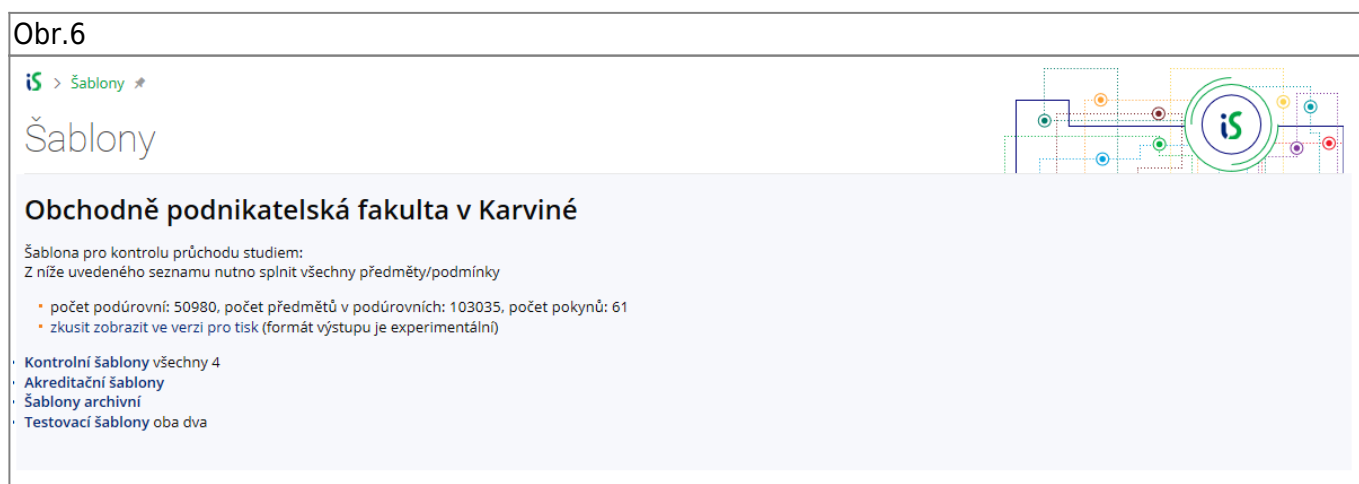 Obr.6
iS > Šablony
Šablony
iS
Obchodně podnikatelská fakulta v Karviné
Šablona pro kontrolu průchodu studiem:
Z níže uvedeného seznamu nutno splnit všechny předměty/podmínky
počet podúrovní: 50980, počet předmětů v podúrovních: 103035, počet pokynů: 61
zkusit zobrazit ve verzi pro tisk (formát výstupu je experimentální)
Kontrolní šablony všechny 4
Akreditační šablony
Šablony archivní
Testovací šablony oba dva